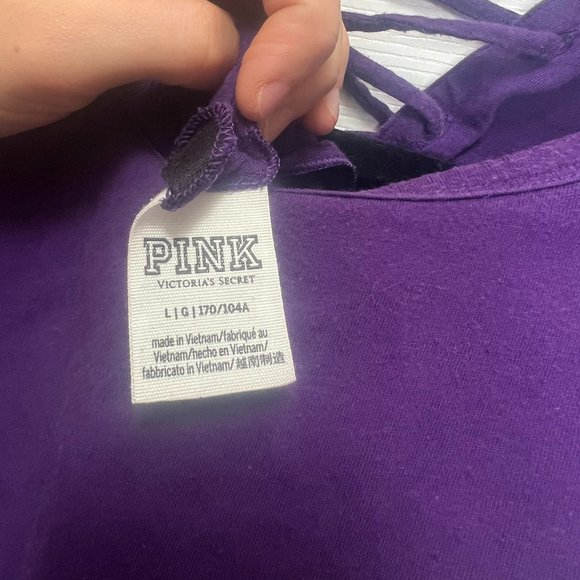 PINK
VICTORIA'S SECRET
L | G | 170/104A
made in Vietnam/fabriqué au
Vietnam/hecho en Vietnam/
fabbricato in Vietnam/越南制造